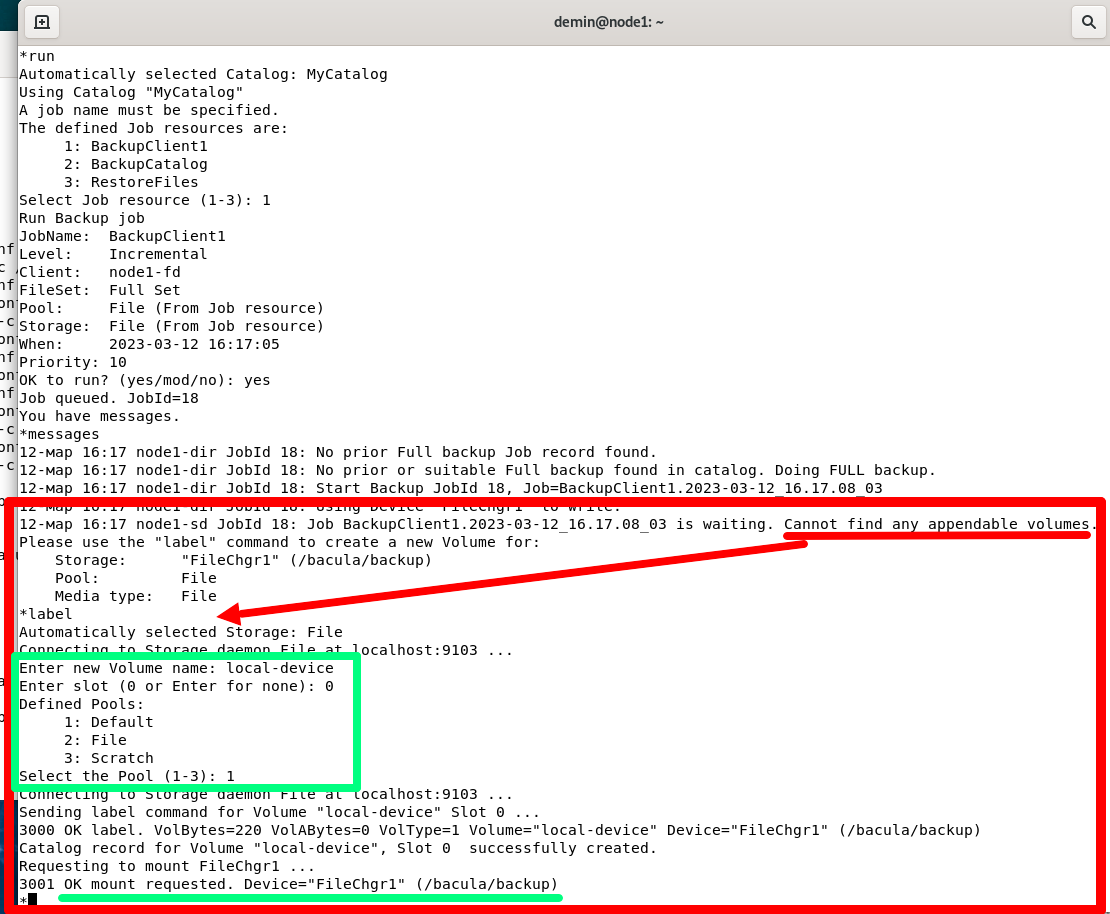 demin@node1: ~
*run
Automatically selected Catalog: MyCatalog
Using Catalog "MyCatalog"
A job name must be specified.
The defined Job resources are:
     1: BackupClient1
     2: BackupCatalog
     3: RestoreFiles
Select Job resource (1-3): 1
Run Backup job
JobName:  BackupClient1
Level:    Incremental
Client:   node1-fd
FileSet:  Full Set
Pool:     File (From Job resource)
Storage:  File (From Job resource)
When:     2023-03-12 16:17:05
Priority: 10
OK to run? (yes/mod/no): yes
Job queued. JobId=18
You have messages.
*messages
12-мар 16:17 node1-dir JobId 18: No prior Full backup Job record found.
12-мар 16:17 node1-dir JobId 18: No prior or suitable Full backup found in catalog. Doing FULL backup.
12-мар 16:17 node1-dir JobId 18: Start Backup JobId 18, Job=BackupClient1.2023-03-12_16.17.08_03
12-мар 16:17 node1-dir JobId 18: Using Device "FileChgr1" to write.
12-мар 16:17 node1-sd JobId 18: Job BackupClient1.2023-03-12_16.17.08_03 is waiting. Cannot find any appendable volumes.
Please use the "label" command to create a new Volume for:
    Storage:      "FileChgr1" (/bacula/backup)
    Pool:         File
    Media type:   File
*label
Automatically selected Storage: File
Connecting to Storage daemon File at localhost:9103 ...
Enter new Volume name: local-device
Enter slot (0 or Enter for none): 0
Defined Pools:
     1: Default
     2: File
     3: Scratch
Select the Pool (1-3): 1
Connecting to Storage daemon File at localhost:9103 ...
Sending label command for Volume "local-device" Slot 0 ...
3000 OK label. VolBytes=220 VolABytes=0 VolType=1 Volume="local-device" Device="FileChgr1" (/bacula/backup)
Catalog record for Volume "local-device", Slot 0  successfully created.
Requesting to mount FileChgr1 ...
3001 OK mount requested. Device="FileChgr1" (/bacula/backup)
*